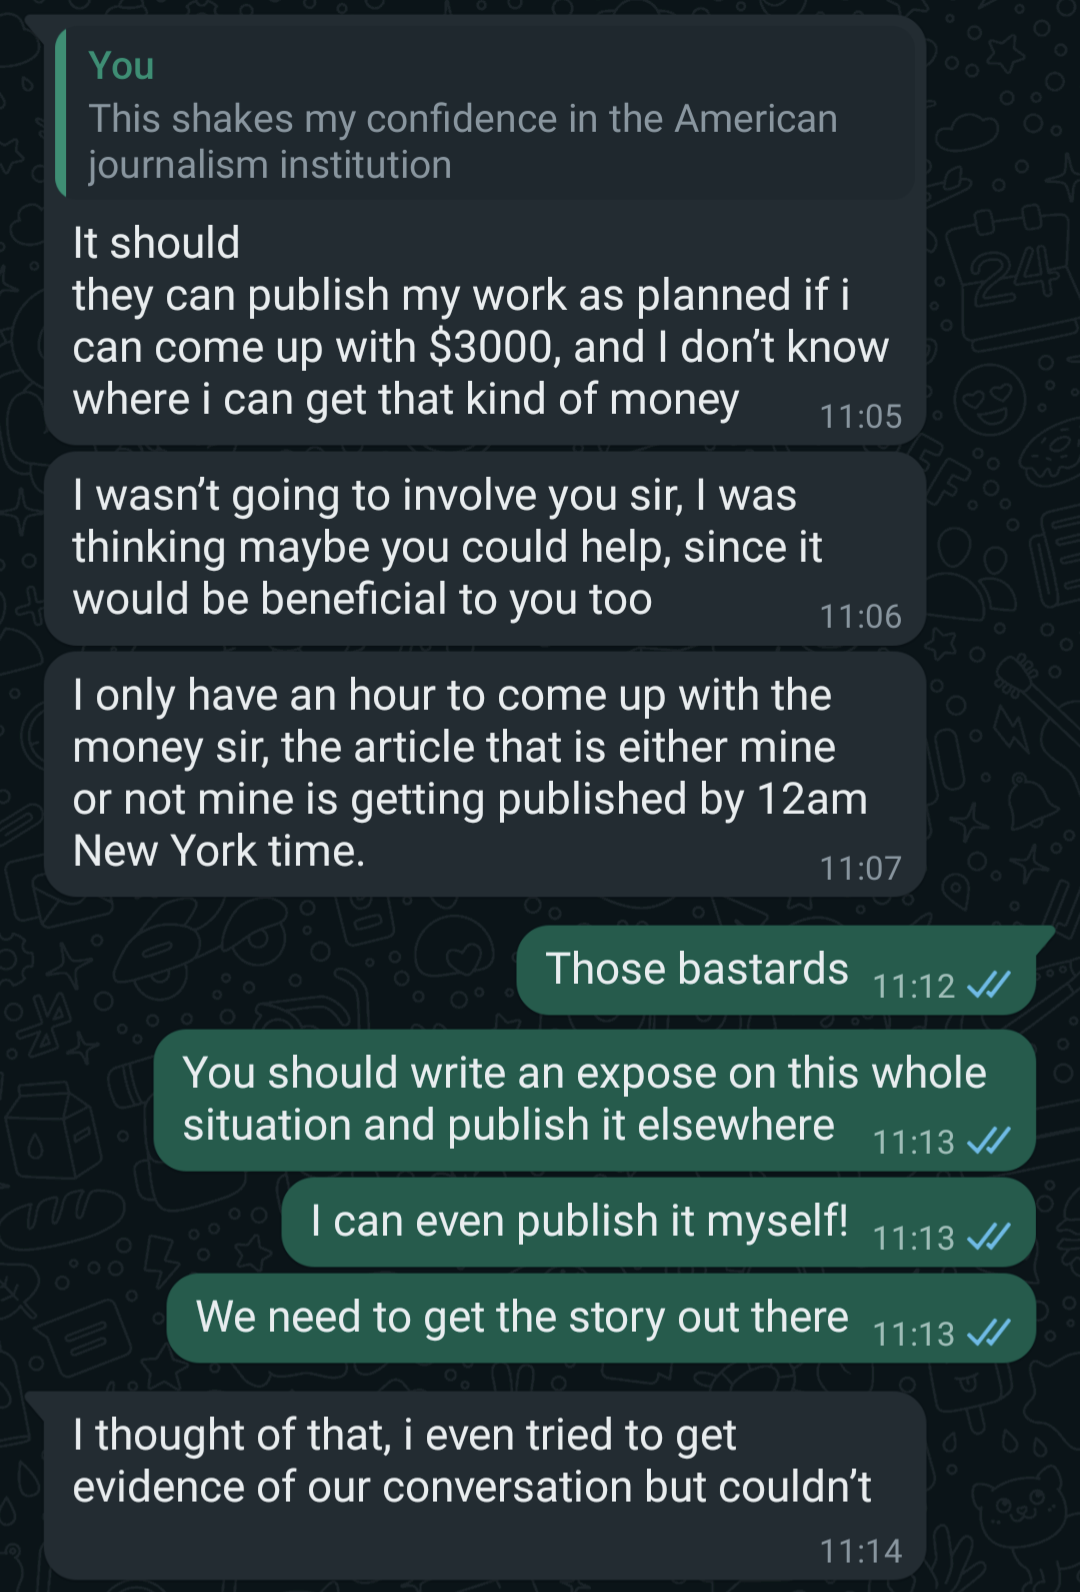 You
This shakes my confidence in the American
journalism institution
It should
they can publish my work as planned if i
can come up with $3000, and I don’t know
where i can get that kind of money
11:05
I wasn’t going to involve you sir, I was
thinking maybe you could help, since it
would be beneficial to you too
11:06
I only have an hour to come up with the
money sir, the article that is either mine
or not mine is getting published by 12am
New York time.
11:07
Those bastards 11:12
You should write an expose on this whole
situation and publish it elsewhere 11:13
I can even publish it myself! 11:13
We need to get the story out there 11:13
I thought of that, i even tried to get
evidence of our conversation but couldn’t
11:14